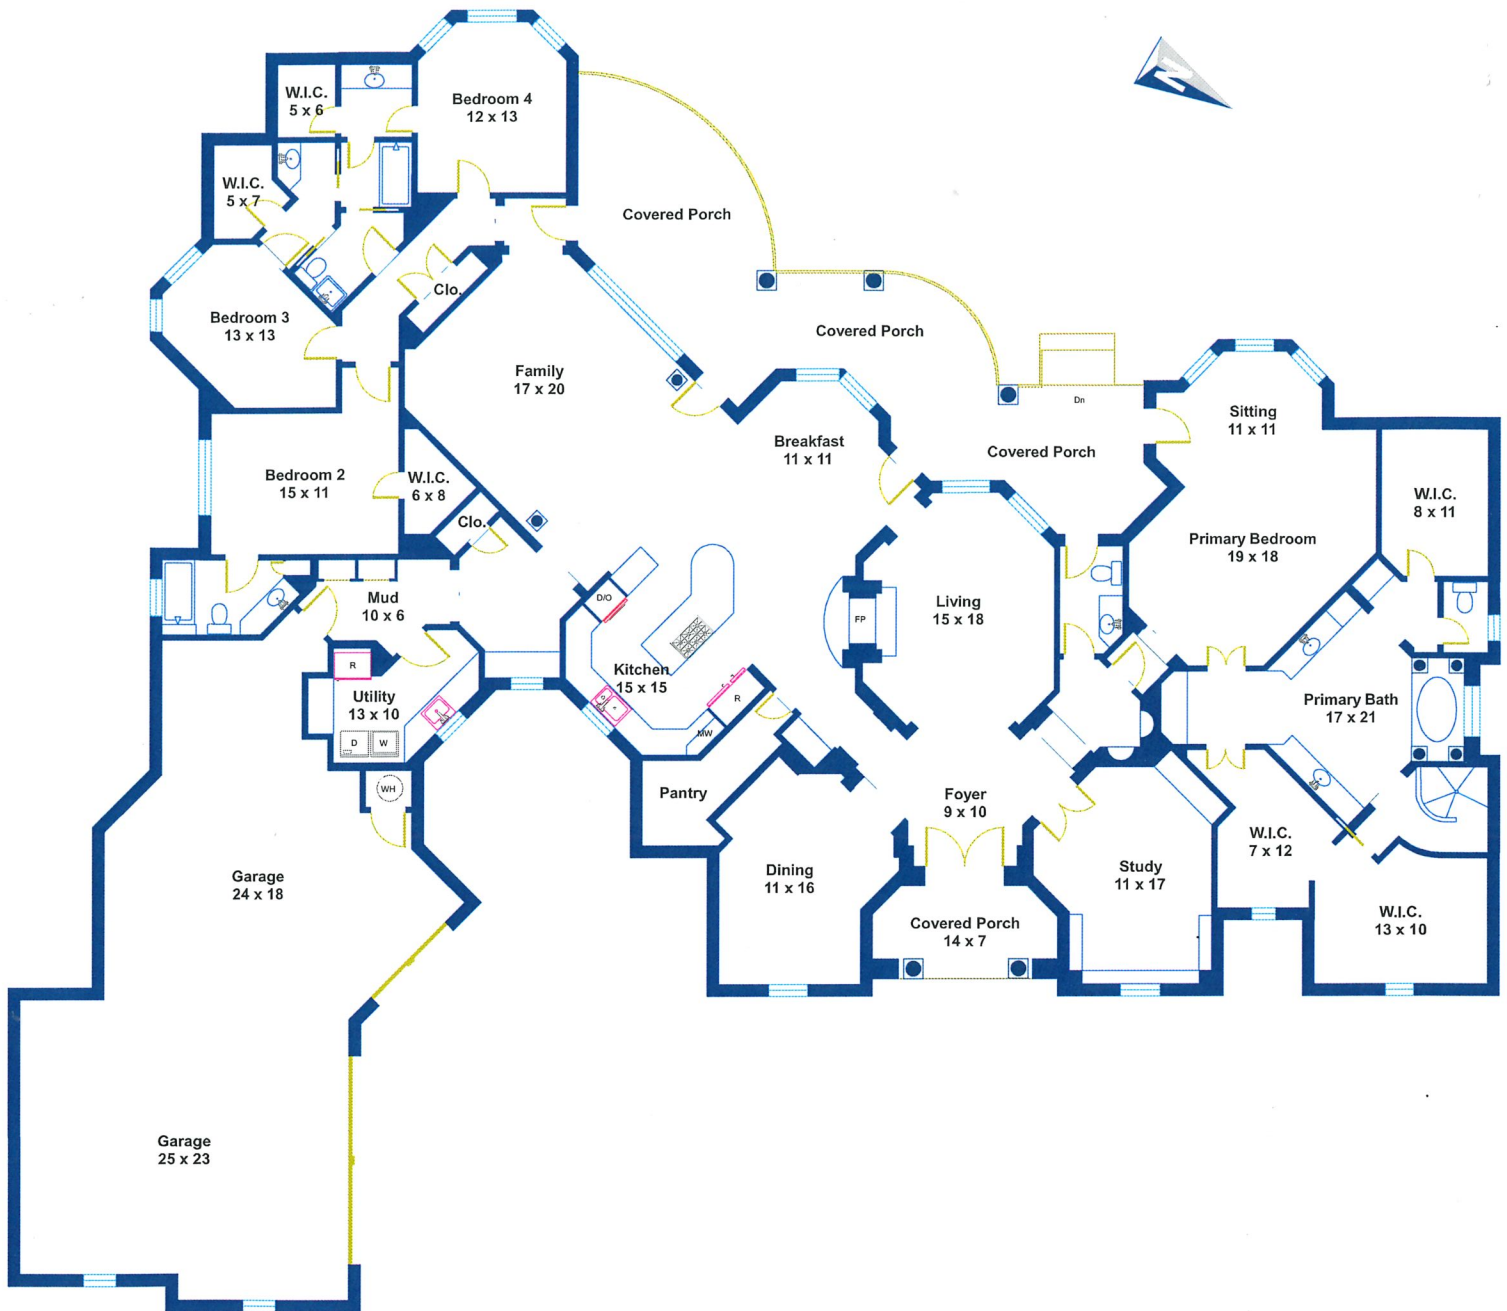 N
W.I.C.
5 x 6
Bedroom 4
12 x 13
W.I.C.
5 x 7
Covered Porch
Clo.
Bedroom 3
13 x 13
Covered Porch
Family
17 x 20
Dn
Sitting
11 x 11
Breakfast
11 x 11
Covered Porch
Bedroom 2
15 x 11
W.I.C.
6 x 8
W.I.C.
8 x 11
Clo.
Primary Bedroom
19 x 18
Mud
10 x 6
D/O
Living
15 x 18
FP
R
Kitchen
15 x 15
Utility
13 x 10
R
Primary Bath
17 x 21
D
W
MW
WH
Pantry
Foyer
9 x 10
W.I.C.
7 x 12
Garage
24 x 18
Dining
11 x 16
Study
11 x 17
Covered Porch
14 x 7
W.I.C.
13 x 10
Garage
25 x 23